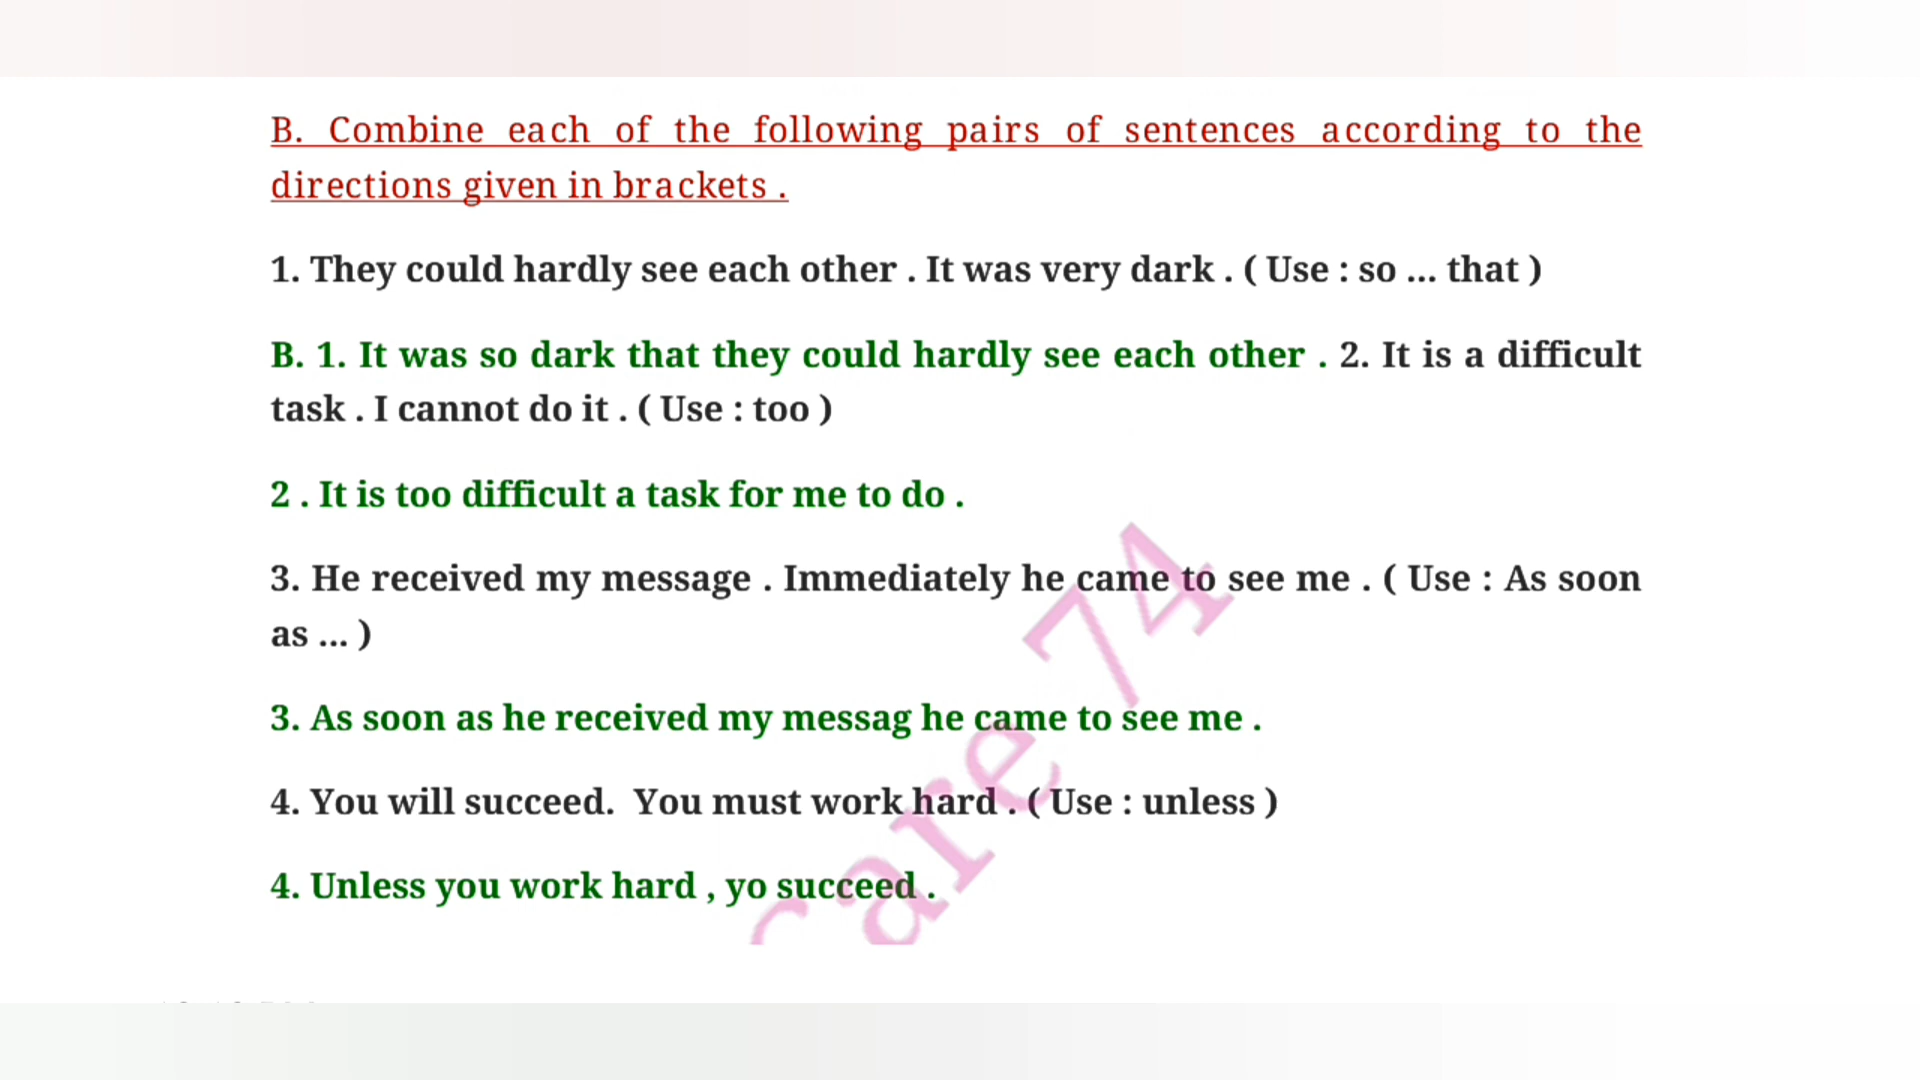 B. Combine each of the following pairs of sentences according to the
directions given in brackets .
1. They could hardly see each other . It was very dark . ( Use : so ... that )
B. 1. It was so dark that they could hardly see each other . 2. It is a difficult
task . I cannot do it . ( Use : too )
2 . It is too difficult a task for me to do .
3. He received my message . Immediately he came to see me . ( Use : As soon
as ... )
3. As soon as he received my messag he came to see me .
4. You will succeed.  You must work hard . ( Use : unless )
4. Unless you work hard , yo succeed .
Care 74